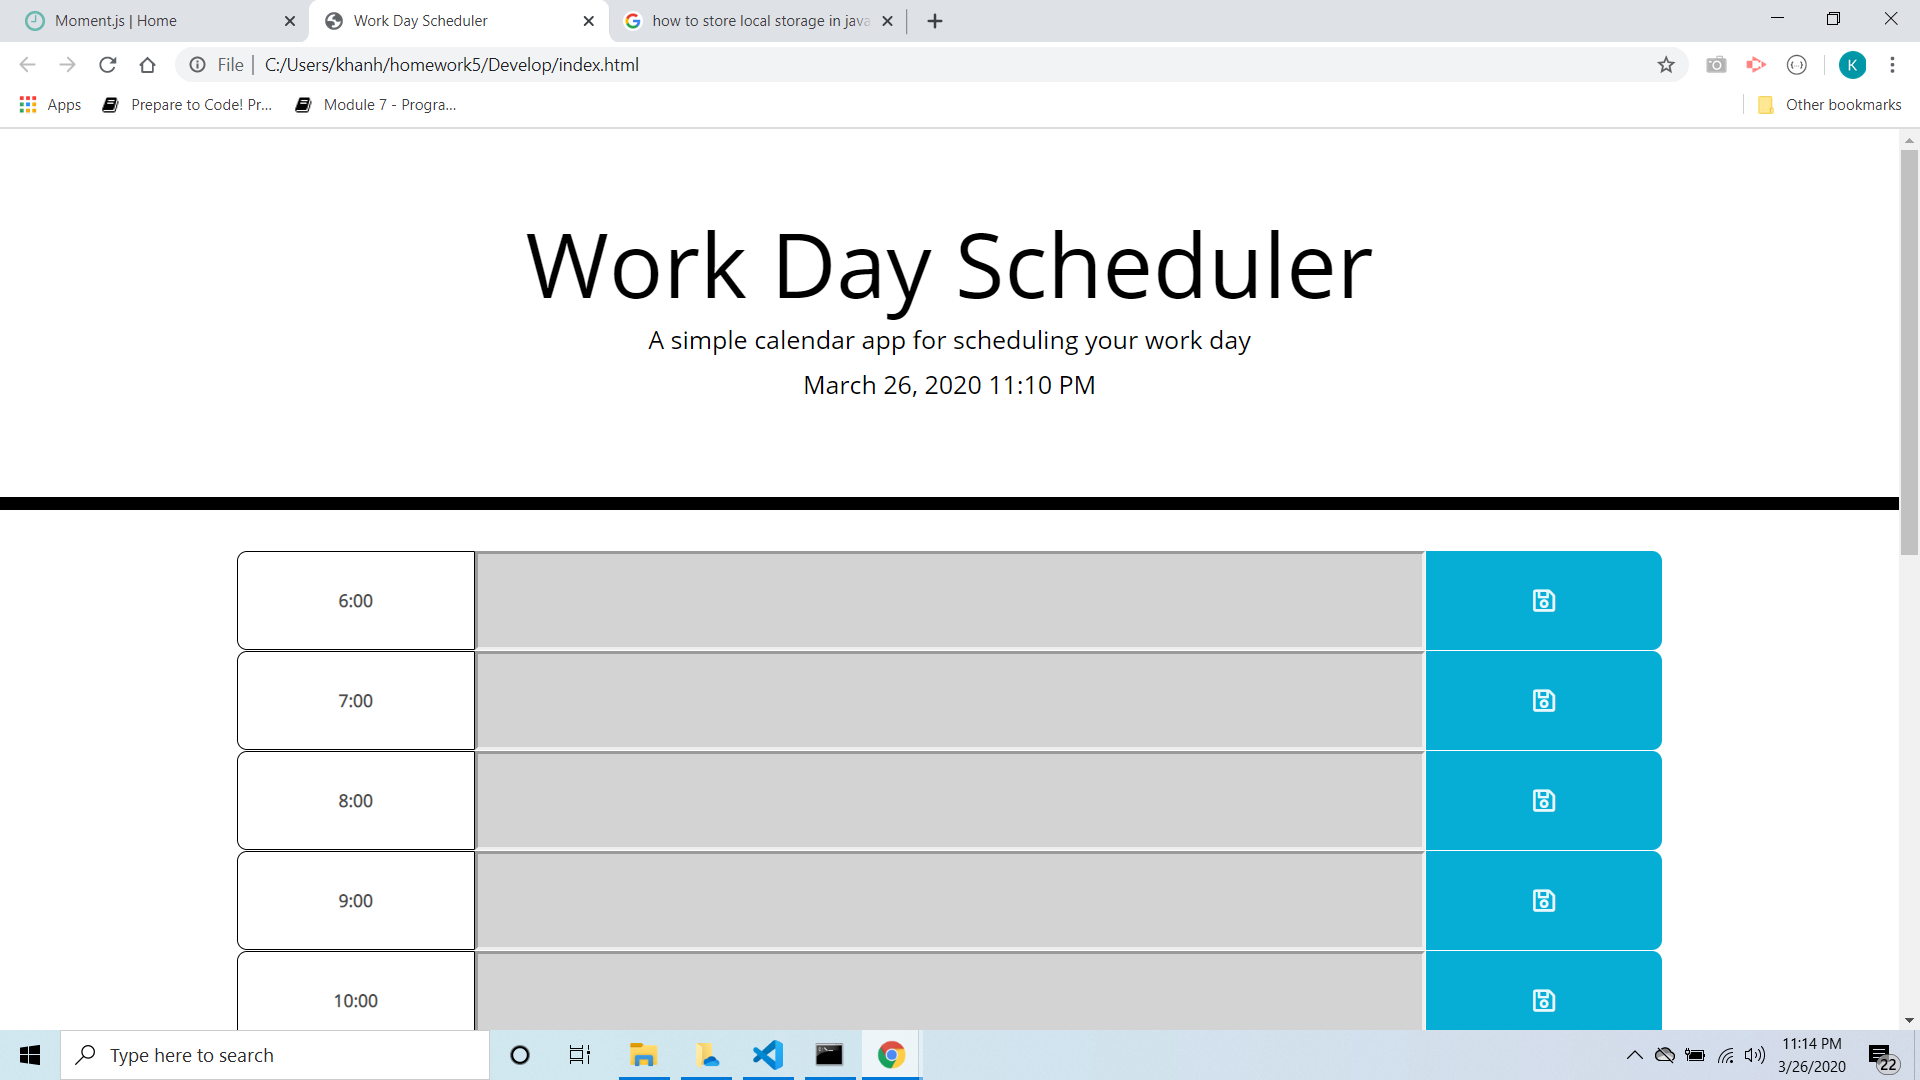 Moment.js | Home
Work Day Scheduler
how to store local storage in java
File | C:/Users/khanh/homework5/Develop/index.html
K
Apps
Prepare to Code! Pr...
Module 7 - Progra...
Other bookmarks
Work Day Scheduler
A simple calendar app for scheduling your work day
March 26, 2020 11:10 PM
6:00
7:00
8:00
9:00
10:00
Type here to search
11:14 PM
3/26/2020
22